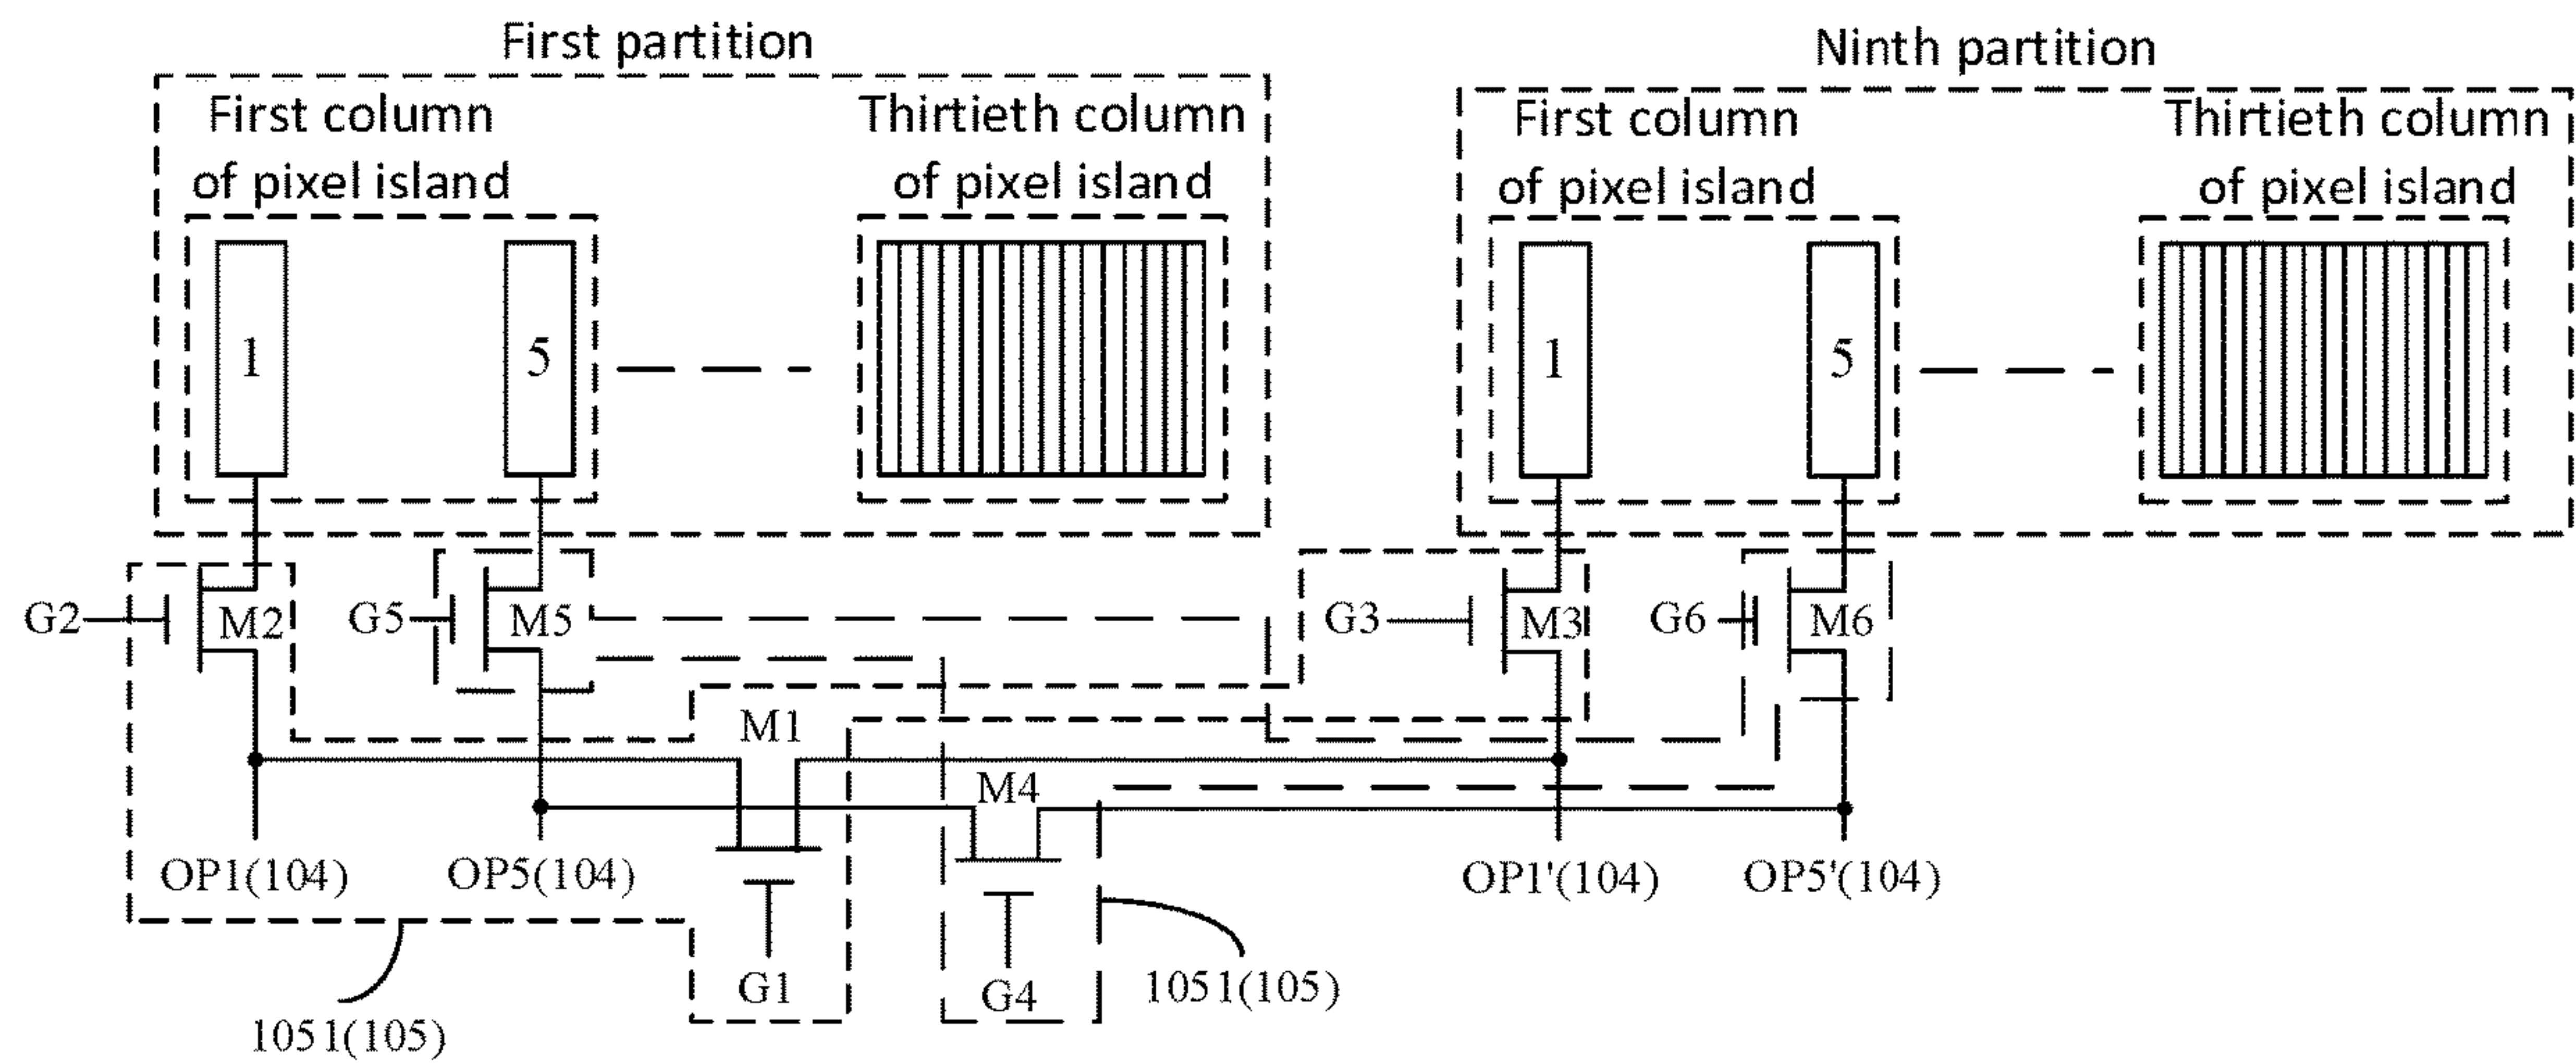 First partition
Ninth partition
First column
of pixel island
Thirtieth column
of pixel island
First column
of pixel island
Thirtieth column
of pixel island
1
5
1
5
G2
M2
G5
M5
G3
M3
G6
M6
M1
M4
OP1(104)
OP5(104)
OP1'(104)
OP5'(104)
G1
G4
1051(105)
1051(105)